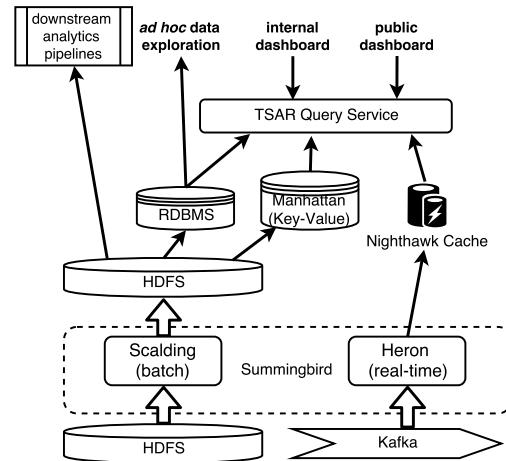 downstream
analytics
pipelines
ad hoc data
exploration
internal
dashboard
public
dashboard
TSAR Query Service
RDBMS
Manhattan
(Key-Value)
Nighthawk Cache
HDFS
Scalding
(batch)
Summingbird
Heron
(real-time)
HDFS
Kafka